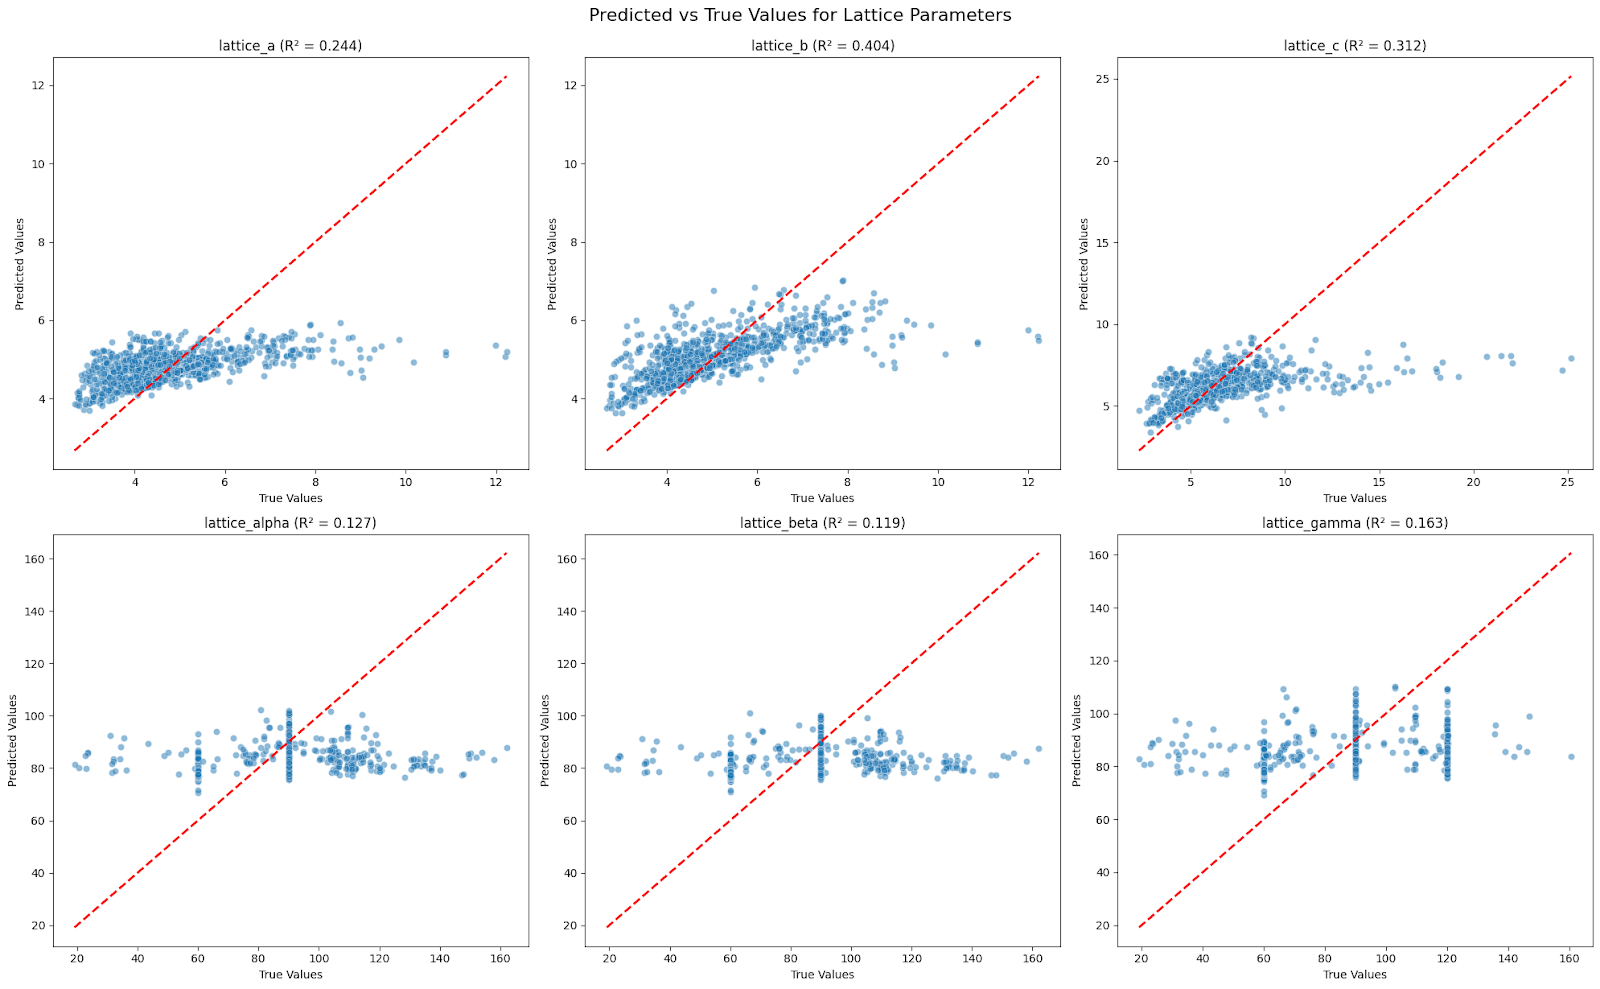 Predicted vs True Values for Lattice Parameters
lattice_a (R² = 0.244)
lattice_b (R² = 0.404)
lattice_c (R² = 0.312)
Predicted Values
12
10
8
6
4
4 6 8 10 12
True Values
Predicted Values
12
10
8
6
4
4 6 8 10 12
True Values
Predicted Values
25
20
15
10
5
5 10 15 20 25
True Values
lattice_alpha (R² = 0.127)
lattice_beta (R² = 0.119)
lattice_gamma (R² = 0.163)
Predicted Values
160
140
120
100
80
60
40
20
20 40 60 80 100 120 140 160
True Values
Predicted Values
160
140
120
100
80
60
40
20
20 40 60 80 100 120 140 160
True Values
Predicted Values
160
140
120
100
80
60
40
20
20 40 60 80 100 120 140 160
True Values